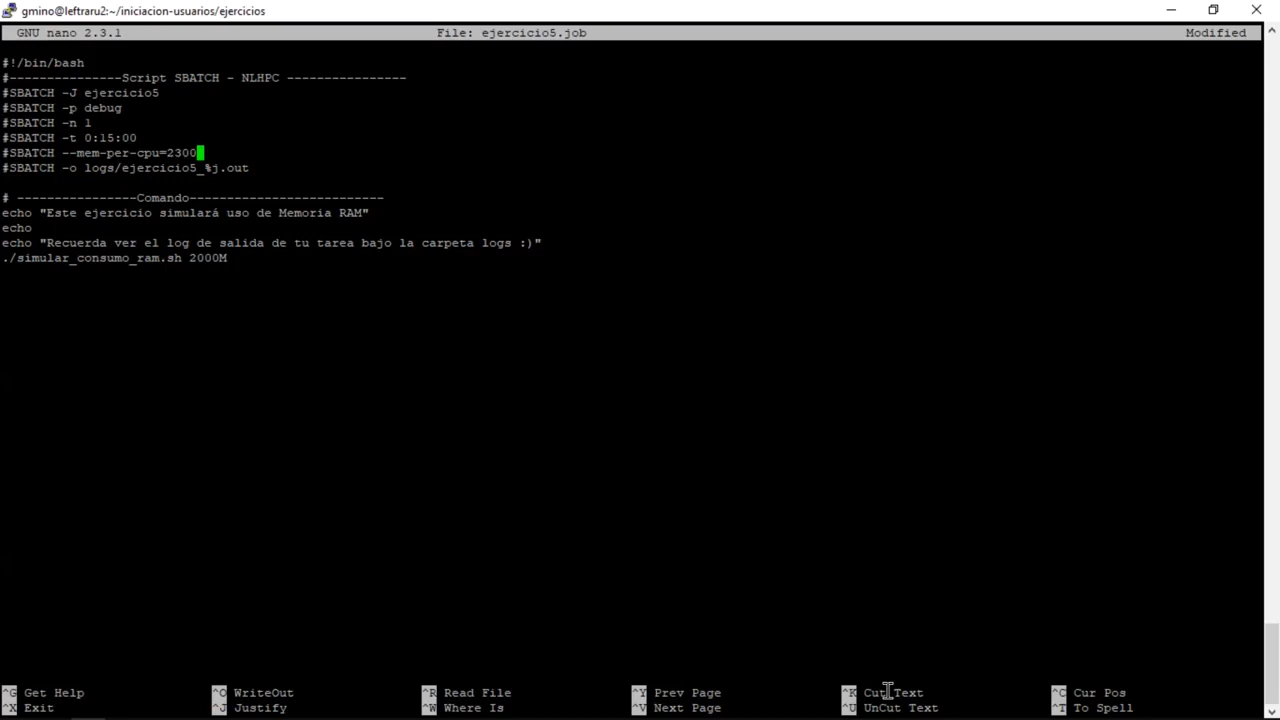 gmino@leftraru2:~/iniciacion-usuarios/ejercicios
GNU nano 2.3.1 File: ejercicio5.job Modified
#!/bin/bash
#---------------Script SBATCH - NLHPC ----------------
#SBATCH -J ejercicio5
#SBATCH -p debug
#SBATCH -n 1
#SBATCH -t 0:15:00
#SBATCH --mem-per-cpu=2300
#SBATCH -o logs/ejercicio5_%j.out
# ----------------Comando--------------------------
echo "Este ejercicio simulará uso de Memoria RAM"
echo
echo "Recuerda ver el log de salida de tu tarea bajo la carpeta logs :)"
./simular_consumo_ram.sh 2000M
^G Get Help ^O WriteOut ^R Read File ^Y Prev Page ^K Cut Text ^C Cur Pos
^X Exit ^J Justify ^W Where Is ^V Next Page ^U UnCut Text ^T To Spell